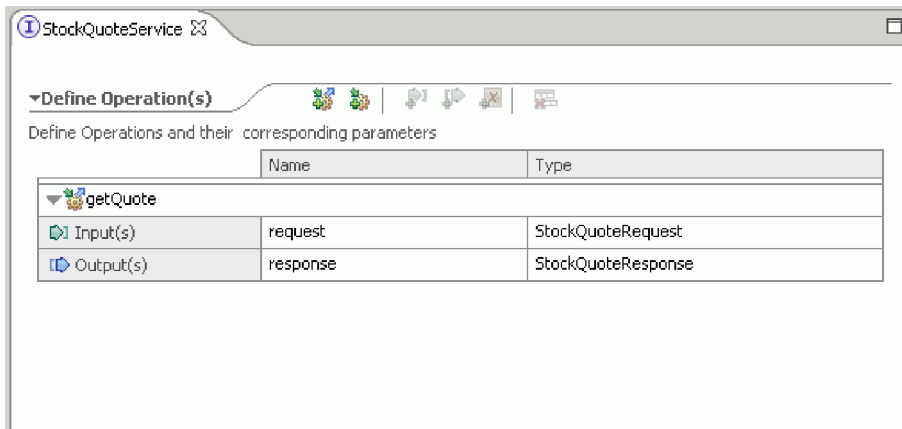 StockQuoteService
Define Operation(s)
Define Operations and their corresponding parameters
Name Type
getQuote
Input(s) request StockQuoteRequest
Output(s) response StockQuoteResponse